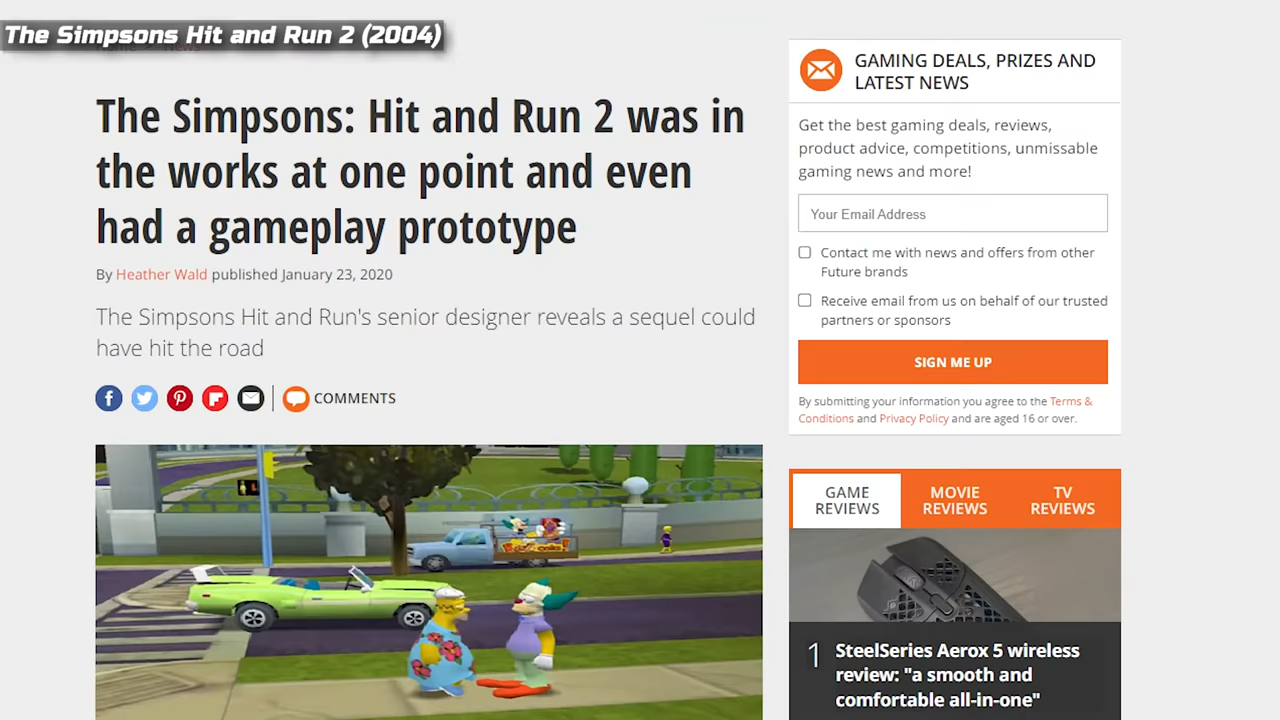 The Simpsons Hit and Run 2 (2004)
The Simpsons: Hit and Run 2 was in
the works at one point and even
had a gameplay prototype
By Heather Wald published January 23, 2020
The Simpsons Hit and Run's senior designer reveals a sequel could
have hit the road
COMMENTS
GAMING DEALS, PRIZES AND
LATEST NEWS
Get the best gaming deals, reviews,
product advice, competitions, unmissable
gaming news and more!
Your Email Address
Contact me with news and offers from other
Future brands
Receive email from us on behalf of our trusted
partners or sponsors
SIGN ME UP
By submitting your information you agree to the Terms &
Conditions and Privacy Policy and are aged 16 or over.
GAME
REVIEWS
MOVIE
REVIEWS
TV
REVIEWS
1
SteelSeries Aerox 5 wireless
review: "a smooth and
comfortable all-in-one"